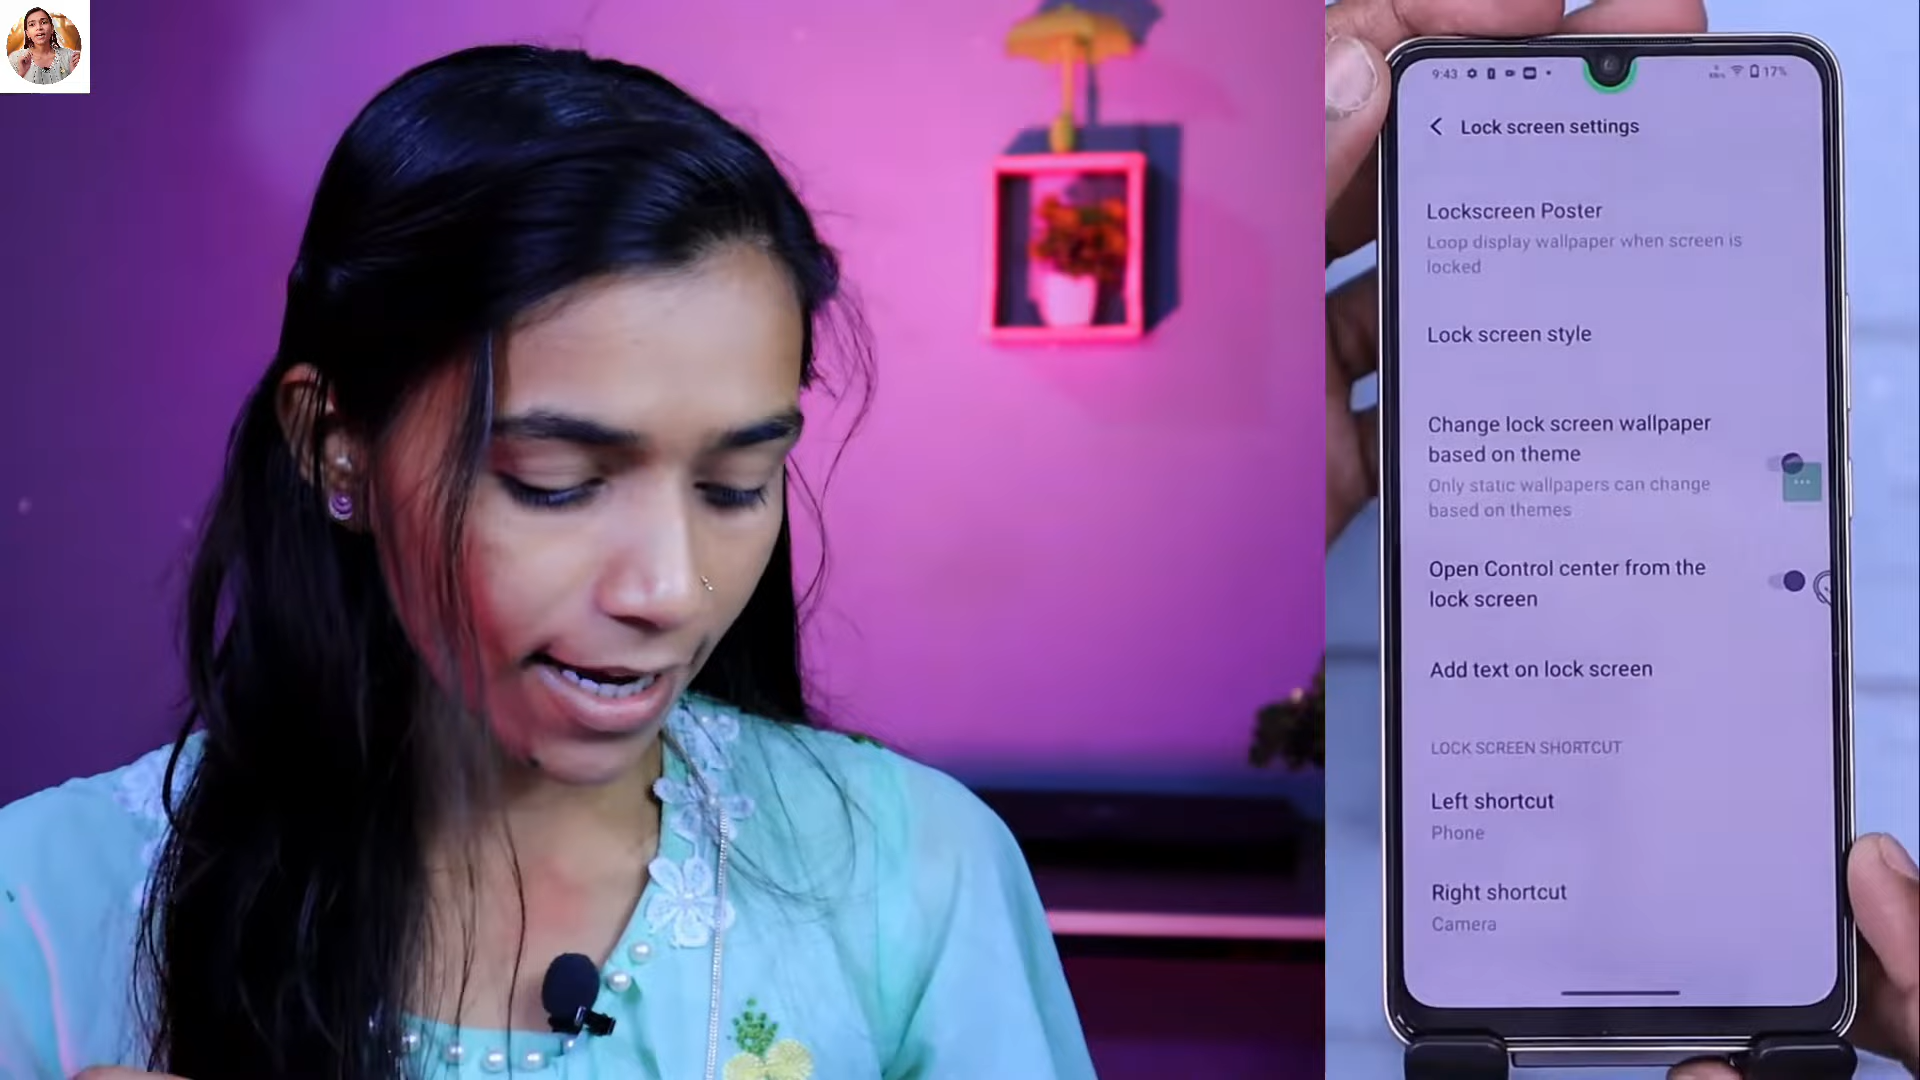 9:43
17%
Lock screen settings
Lockscreen Poster
Loop display wallpaper when screen is
locked
Lock screen style
Change lock screen wallpaper
based on theme
Only static wallpapers can change
based on themes
Open Control center from the
lock screen
Add text on lock screen
LOCK SCREEN SHORTCUT
Left shortcut
Phone
Right shortcut
Camera